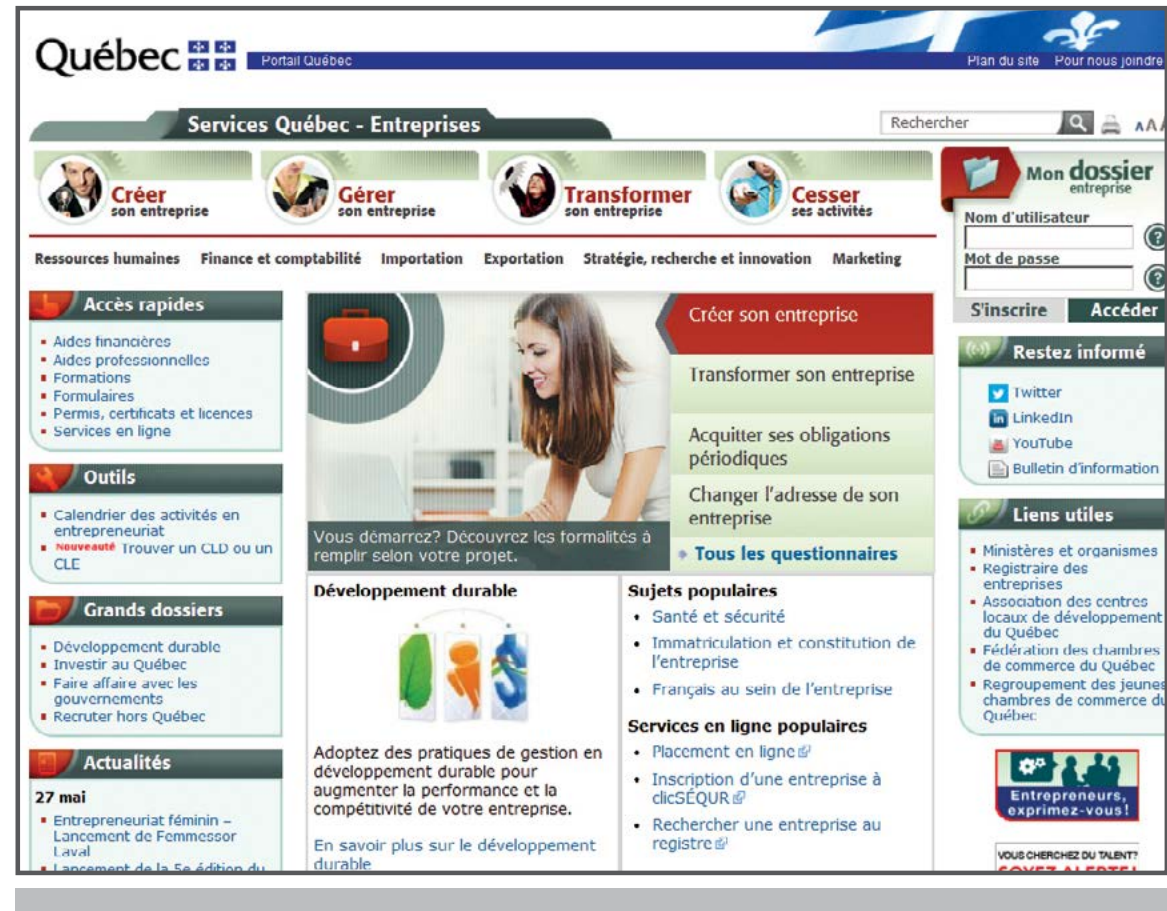 Québec
Portail Québec
Plan du site Pour nous joindre
Services Québec - Entreprises
Rechercher
AAA
Créer
son entreprise
Gérer
son entreprise
Transformer
son entreprise
Cesser
ses activités
Ressources humaines Finance et comptabilité Importation Exportation Stratégie, recherche et innovation Marketing
Accès rapides
Aides financières
Aides professionnelles
Formations
Formulaires
Permis, certificats et licences
Services en ligne
Outils
Calendrier des activités en
entrepreneuriat
Nouveauté Trouver un CLD ou un
CLE
Grands dossiers
Développement durable
Investir au Québec
Faire affaire avec les
gouvernements
Recruter hors Québec
Actualités
27 mai
Entrepreneuriat féminin –
Lancement de Femmessor
Laval
Lancement de la 5e édition du
Vous démarrez? Découvrez les formalités à
remplir selon votre projet.
Créer son entreprise
Transformer son entreprise
Acquitter ses obligations
périodiques
Changer l'adresse de son
entreprise
Tous les questionnaires
Développement durable
Adoptez des pratiques de gestion en
développement durable pour
augmenter la performance et la
compétitivité de votre entreprise.
En savoir plus sur le développement
durable
Sujets populaires
Santé et sécurité
Immatriculation et constitution de
l'entreprise
Français au sein de l'entreprise
Services en ligne populaires
Placement en ligne
Inscription d'une entreprise à
clicSÉQUR
Rechercher une entreprise au
registre
Mon dossier
entreprise
Nom d'utilisateur
?
Mot de passe
?
S'inscrire Accéder
Restez informé
Twitter
LinkedIn
YouTube
Bulletin d'information
Liens utiles
Ministères et organismes
Registraire des
entreprises
Association des centres
locaux de développement
du Québec
Fédération des chambres
de commerce du Québec
Regroupement des jeunes
chambres de commerce du
Québec
Entrepreneurs,
exprimez-vous!
VOUS CHERCHEZ DU TALENT?
SOYEZ ALERTE!